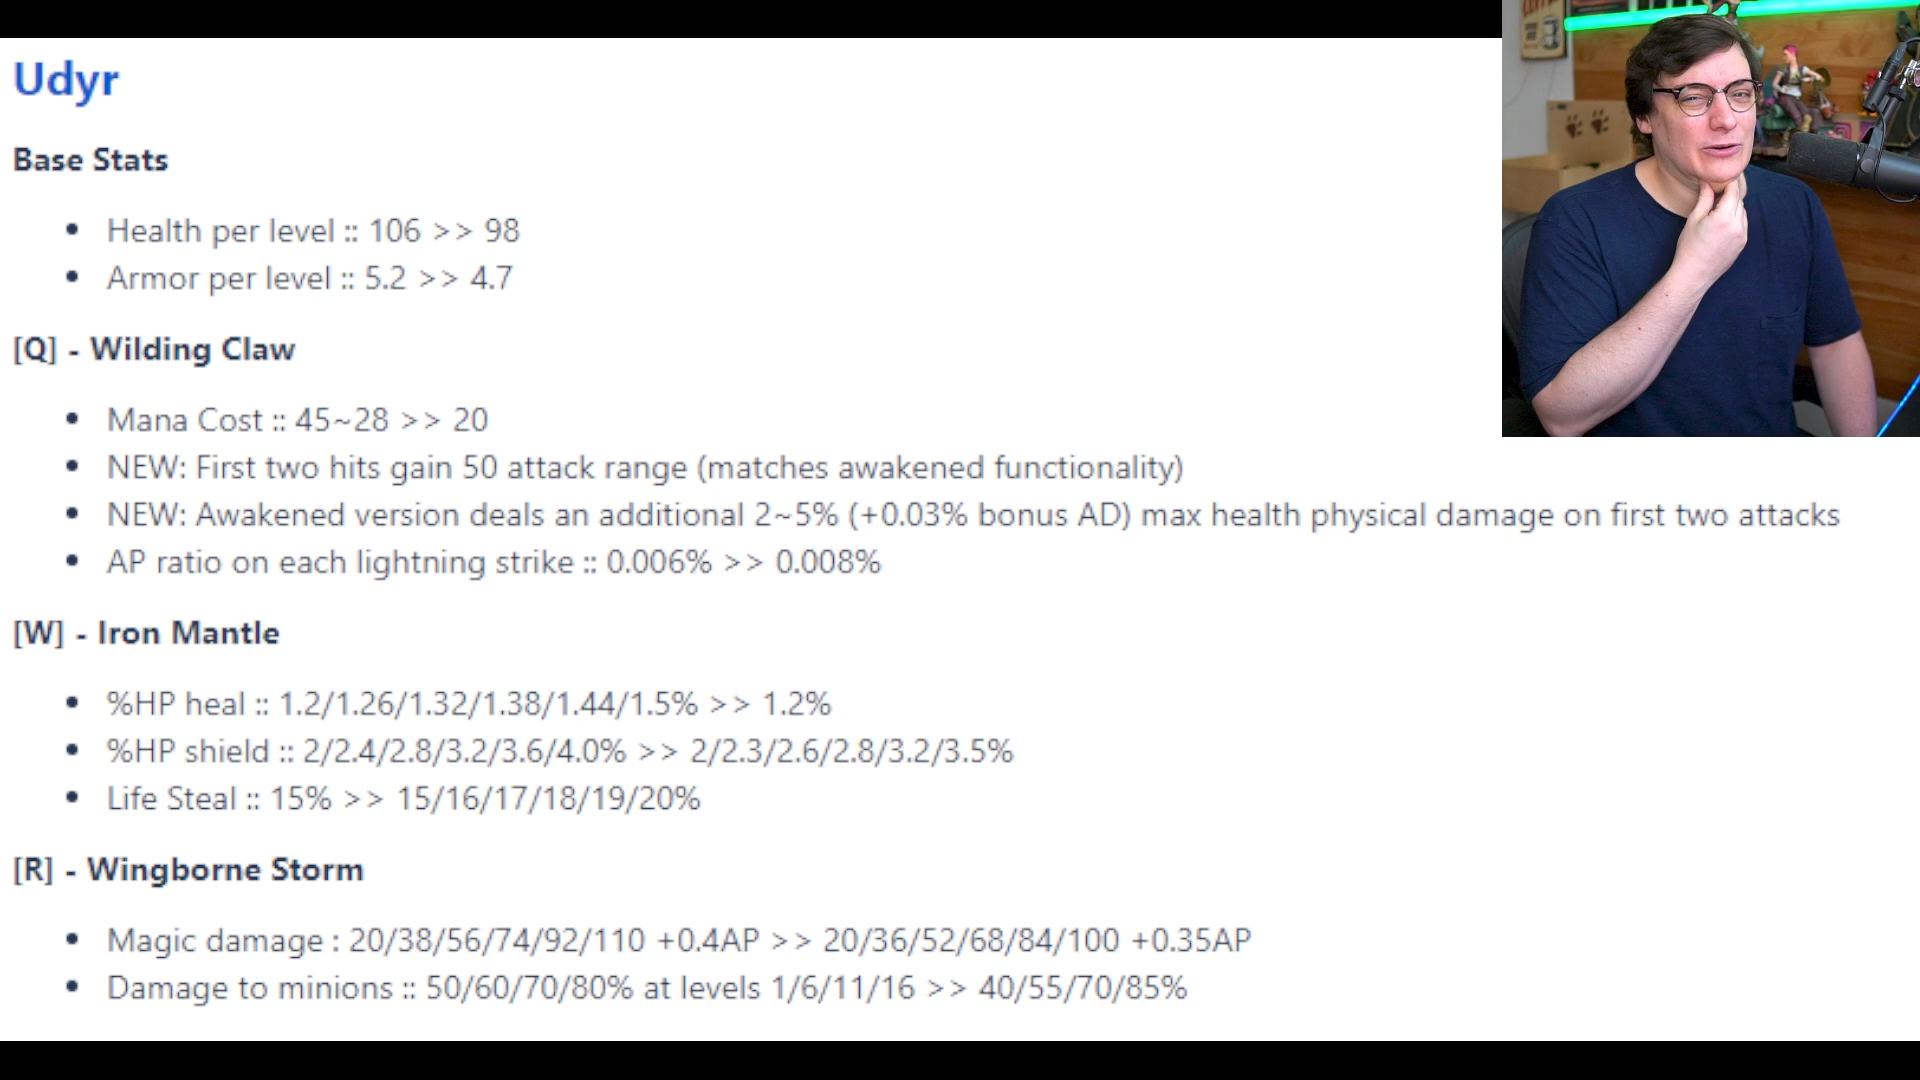 Udyr
Base Stats
• Health per level :: 106 >> 98
• Armor per level :: 5.2 >> 4.7
[Q] - Wilding Claw
• Mana Cost :: 45~28 >> 20
• NEW: First two hits gain 50 attack range (matches awakened functionality)
• NEW: Awakened version deals an additional 2~5% (+0.03% bonus AD) max health physical damage on first two attacks
• AP ratio on each lightning strike :: 0.006% >> 0.008%
[W] - Iron Mantle
• %HP heal :: 1.2/1.26/1.32/1.38/1.44/1.5% >> 1.2%
• %HP shield :: 2/2.4/2.8/3.2/3.6/4.0% >> 2/2.3/2.6/2.8/3.2/3.5%
• Life Steal :: 15% >> 15/16/17/18/19/20%
[R] - Wingborne Storm
• Magic damage : 20/38/56/74/92/110 +0.4AP >> 20/36/52/68/84/100 +0.35AP
• Damage to minions :: 50/60/70/80% at levels 1/6/11/16 >> 40/55/70/85%